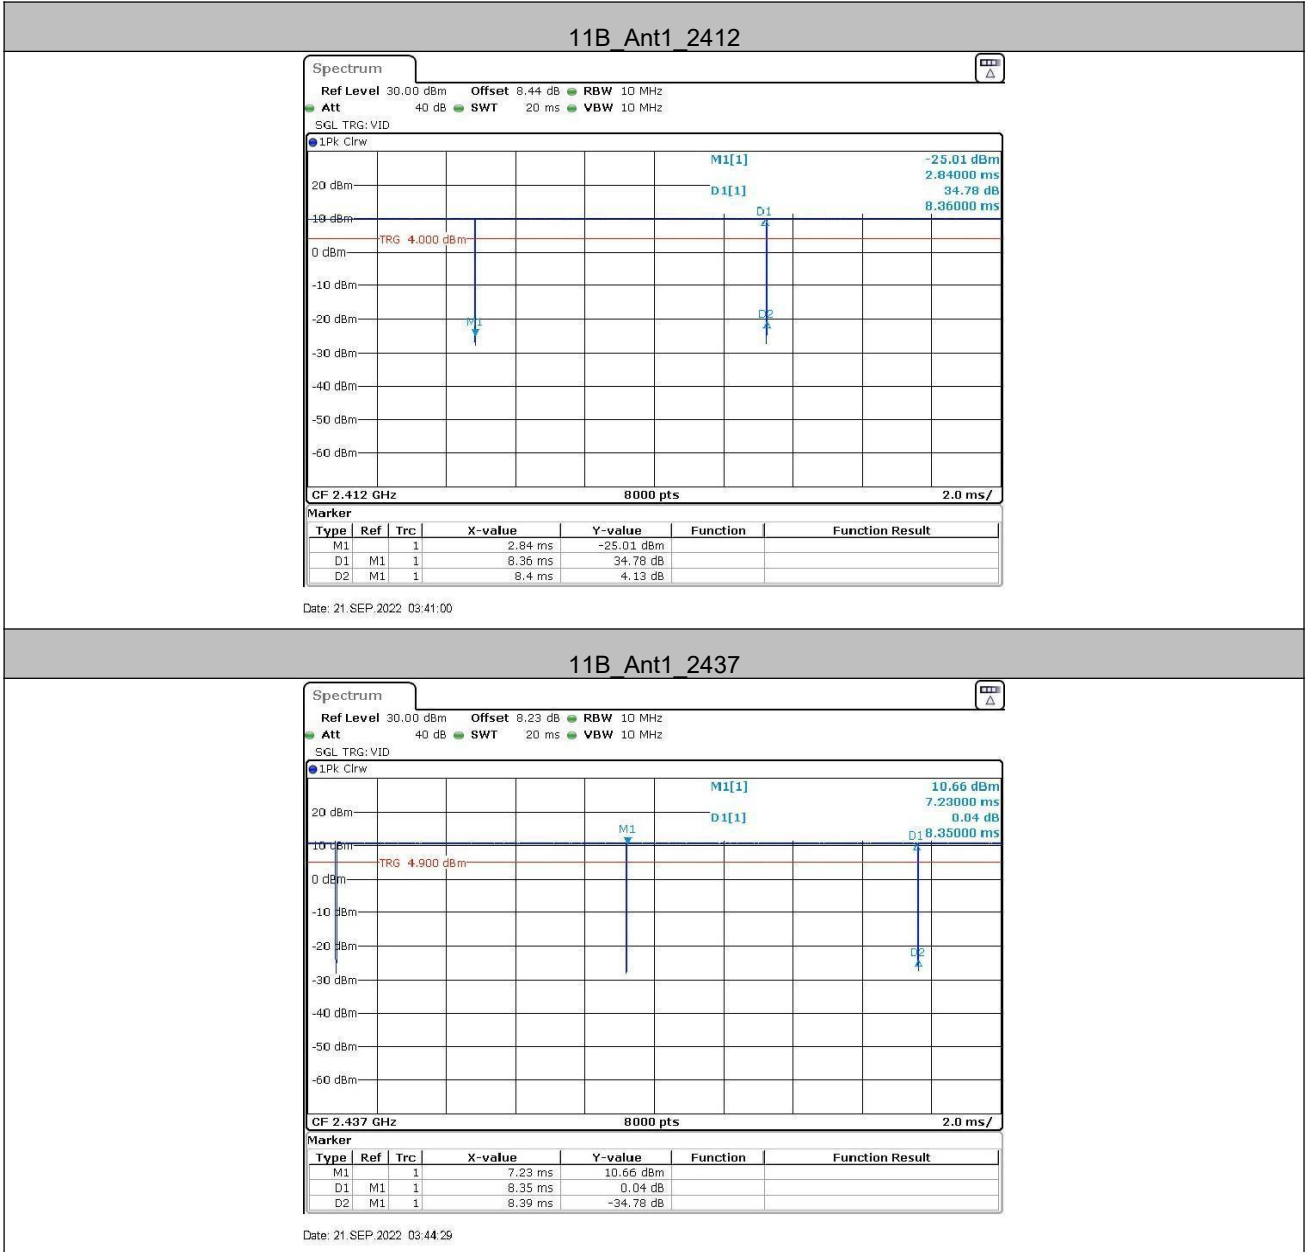 11B_Ant1_2412
Spectrum
Ref Level 30.00 dBm Offset 8.44 dB RBW 10 MHz
Att 40 dB SWT 20 ms VBW 10 MHz
SGL TRG: VID
1Pk Clrw
M1[1] -25.01 dBm
2.84000 ms
20 dBm D1[1] 34.78 dB
8.36000 ms
D1
10 dBm
TRG 4.000 dBm
0 dBm
-10 dBm
-20 dBm M1 D2
-30 dBm
-40 dBm
-50 dBm
-60 dBm
CF 2.412 GHz 8000 pts 2.0 ms/
Marker
Type Ref Trc X-value Y-value Function Function Result
M1 1 2.84 ms -25.01 dBm
D1 M1 1 8.36 ms 34.78 dB
D2 M1 1 8.4 ms 4.13 dB
Date: 21.SEP.2022 03:41:00
11B_Ant1_2437
Spectrum
Ref Level 30.00 dBm Offset 8.23 dB RBW 10 MHz
Att 40 dB SWT 20 ms VBW 10 MHz
SGL TRG: VID
1Pk Clrw
M1[1] 10.66 dBm
7.23000 ms
20 dBm D1[1] 0.04 dB
M1 D1 8.35000 ms
10 dBm
TRG 4.900 dBm
0 dBm
-10 dBm
-20 dBm D2
-30 dBm
-40 dBm
-50 dBm
-60 dBm
CF 2.437 GHz 8000 pts 2.0 ms/
Marker
Type Ref Trc X-value Y-value Function Function Result
M1 1 7.23 ms 10.66 dBm
D1 M1 1 8.35 ms 0.04 dB
D2 M1 1 8.39 ms -34.78 dB
Date: 21.SEP.2022 03:44:29